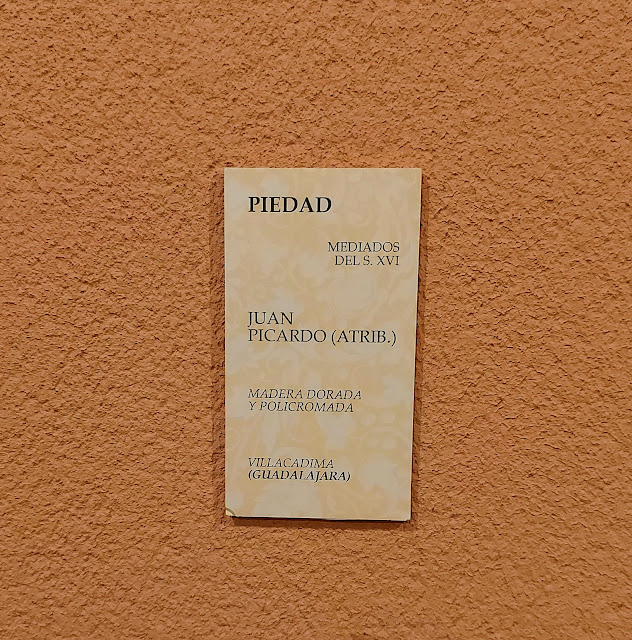 PIEDAD
MEDIADOS
DEL S. XVI
JUAN
PICARDO (ATRIB.)
MADERA DORADA
Y POLICROMADA
VILLACADIMA
(GUADALAJARA)